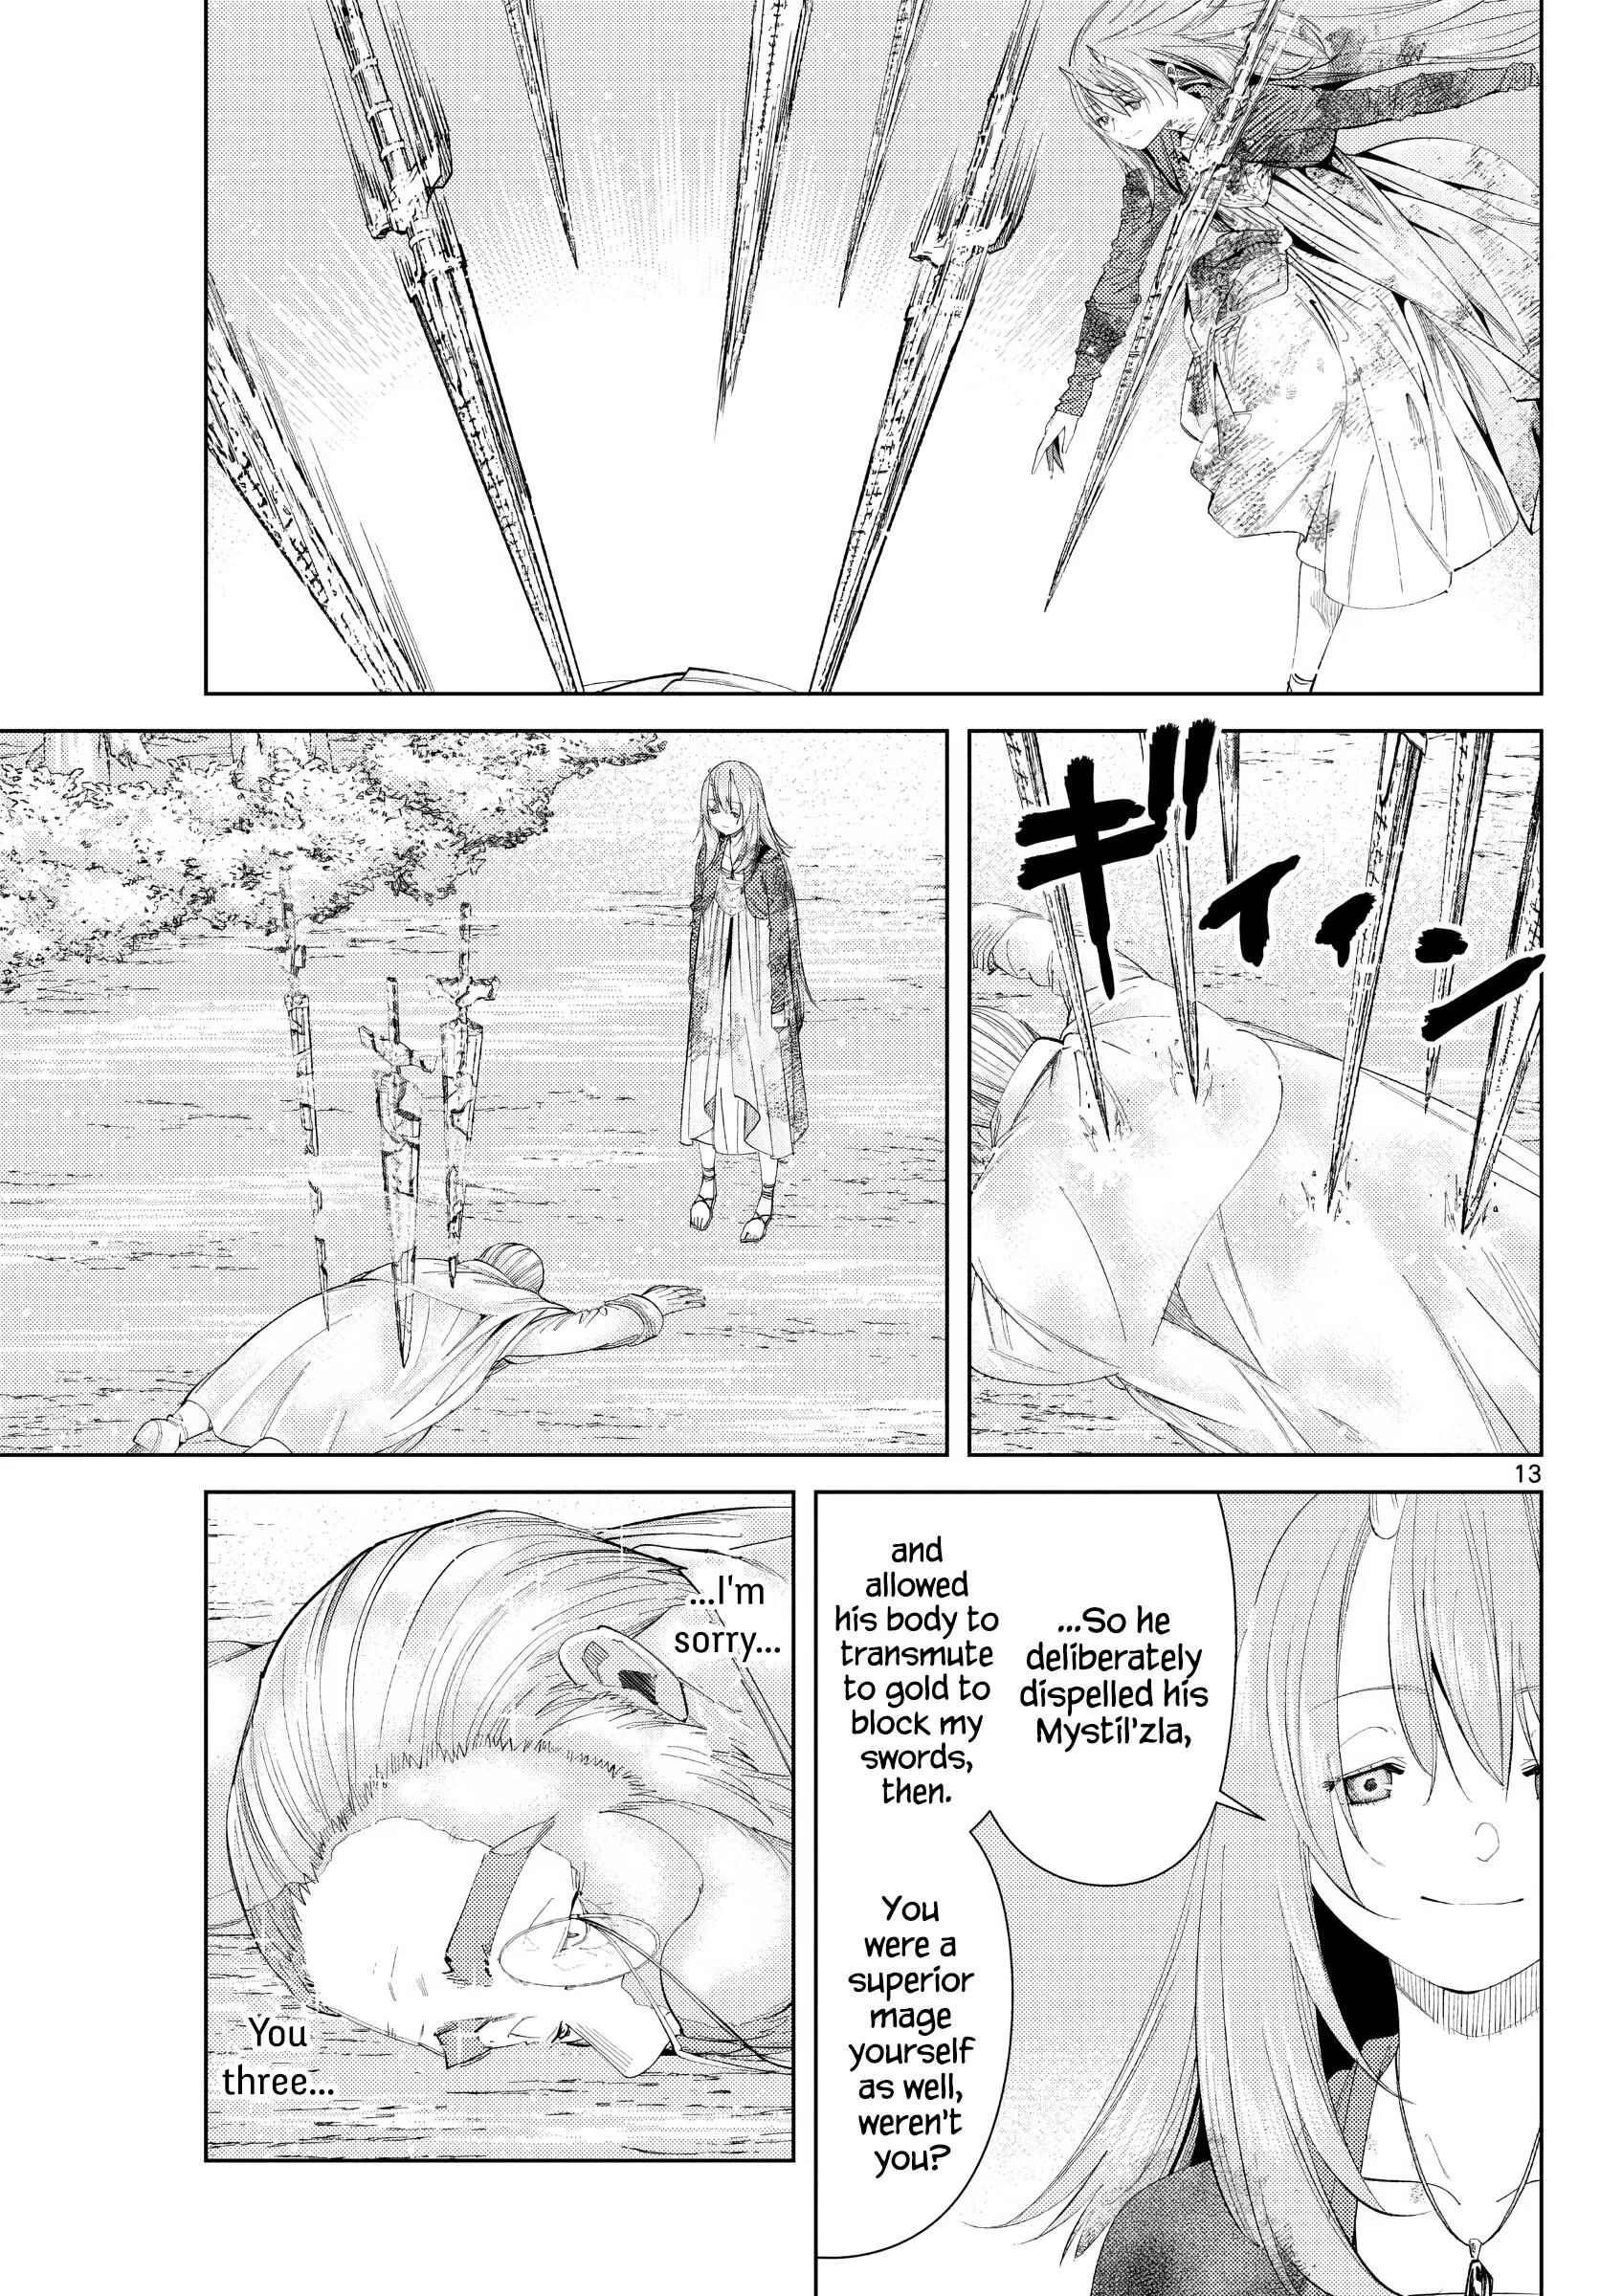 ギィィン
13
...So he
deliberately
dispelled his
Mystil'zla,
and
allowed
his body to
transmute
to gold to
block my
swords,
then.
You
were a
superior
mage
yourself
as well,
weren't
you?
...I'm
sorry...
You
three...